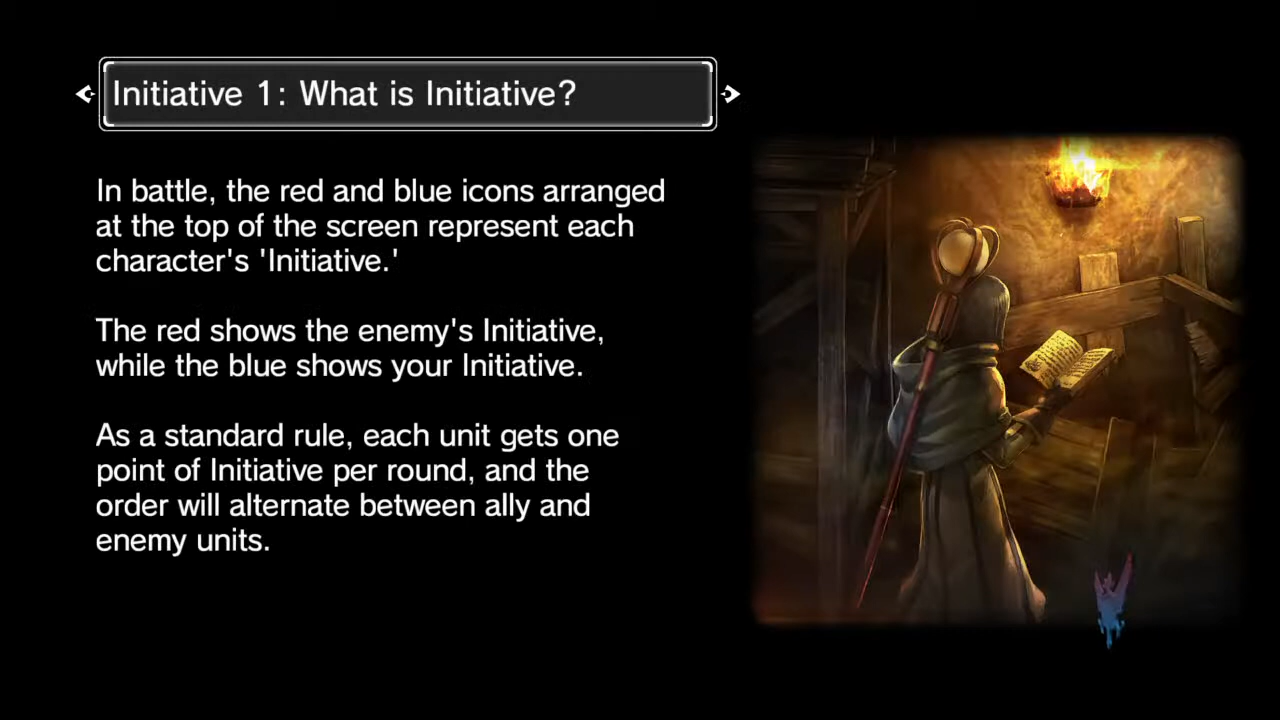 Initiative 1: What is Initiative?
In battle, the red and blue icons arranged
at the top of the screen represent each
character's 'Initiative.'
The red shows the enemy's Initiative,
while the blue shows your Initiative.
As a standard rule, each unit gets one
point of Initiative per round, and the
order will alternate between ally and
enemy units.